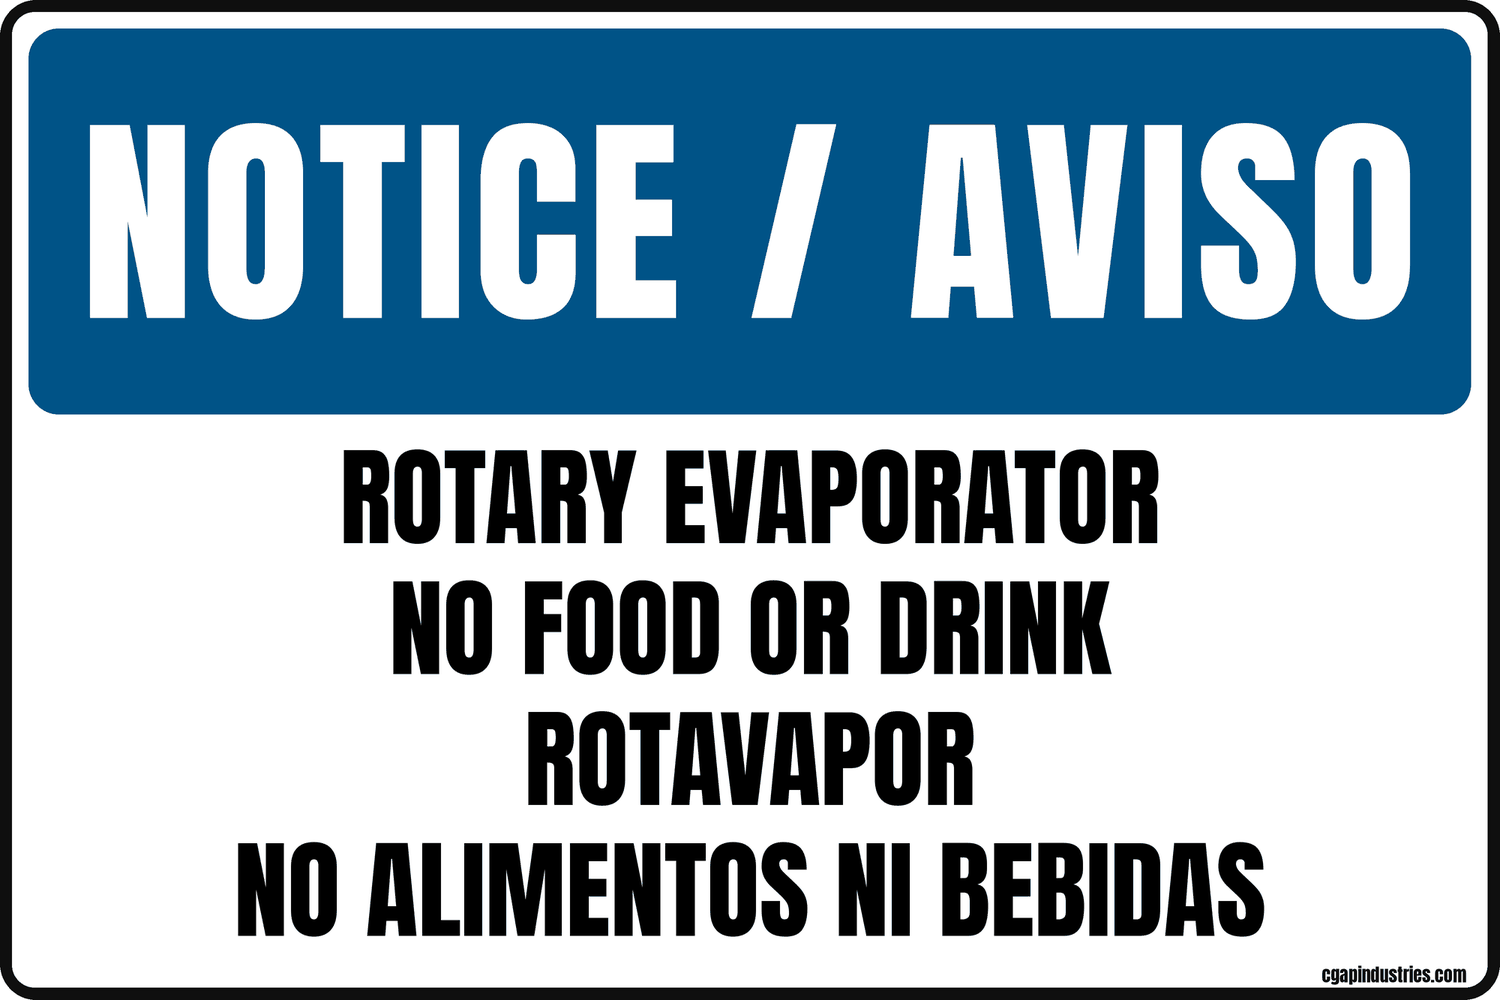 NOTICE / AVISO
ROTARY EVAPORATOR
NO FOOD OR DRINK
ROTAVAPOR
NO ALIMENTOS NI BEBIDAS
cgapindustries.com